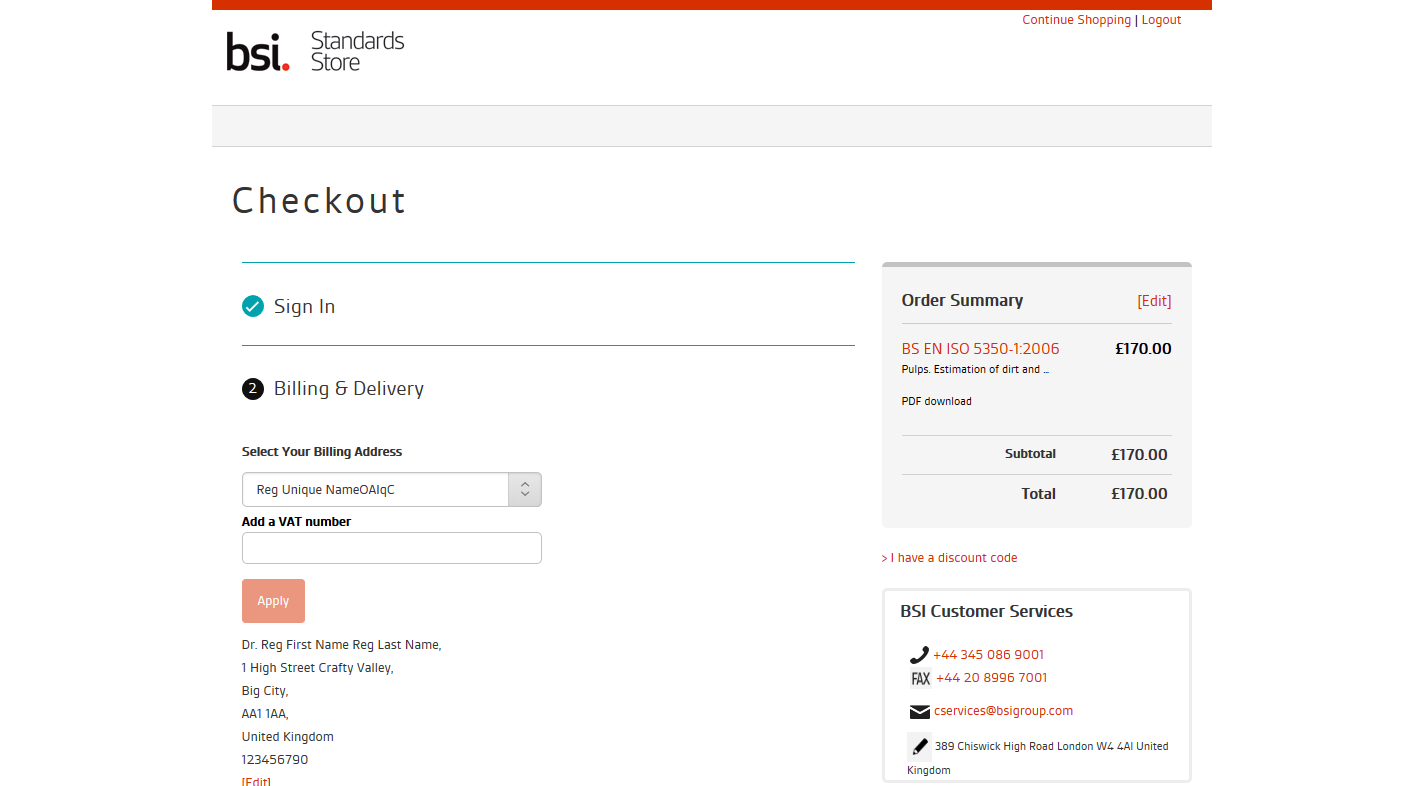 Continue Shopping | Logout
bsi. Standards
Store
Checkout
Sign In
2 Billing & Delivery
Select Your Billing Address
Reg Unique NameOAIqC
Add a VAT number
Apply
Dr. Reg First Name Reg Last Name,
1 High Street Crafty Valley,
Big City,
AA1 1AA,
United Kingdom
123456790
[Edit]
Order Summary [Edit]
BS EN ISO 5350-1:2006 £170.00
Pulps. Estimation of dirt and ...
PDF download
Subtotal £170.00
Total £170.00
> I have a discount code
BSI Customer Services
+44 345 086 9001
FAX +44 20 8996 7001
cservices@bsigroup.com
389 Chiswick High Road London W4 4Al United
Kingdom